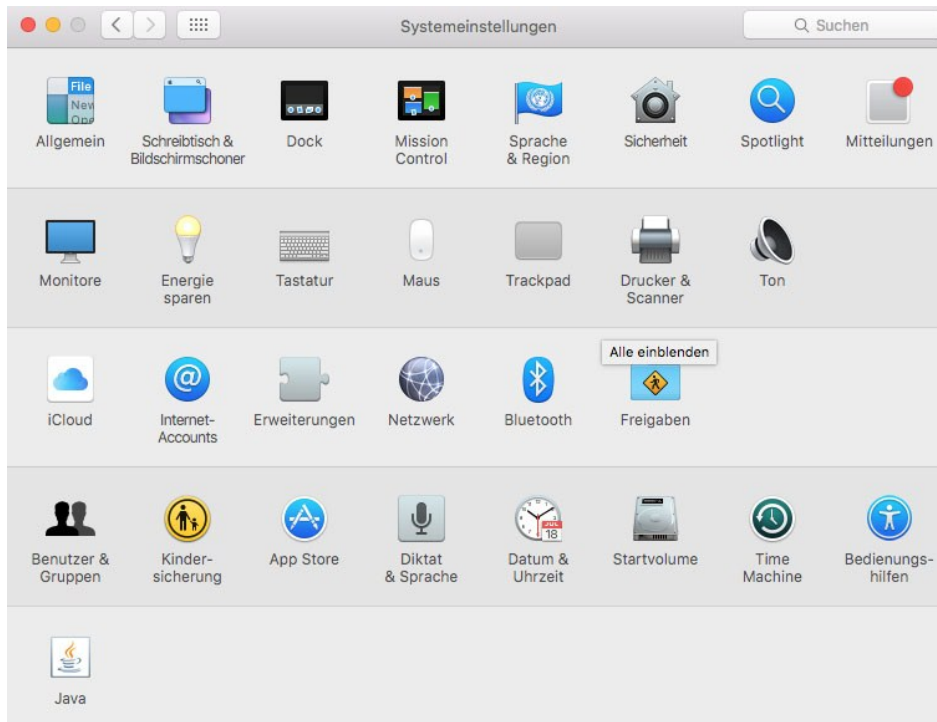 Systemeinstellungen
Suchen
File
New
Ope
Allgemein
Schreibtisch &
Bildschirmschoner
Dock
Mission
Control
Sprache
& Region
Sicherheit
Spotlight
Mitteilungen
Monitore
Energie
sparen
Tastatur
Maus
Trackpad
Drucker &
Scanner
Ton
Alle einblenden
iCloud
@
Internet-
Accounts
Erweiterungen
Netzwerk
Bluetooth
Freigaben
Benutzer &
Gruppen
Kinder-
sicherung
App Store
Diktat
& Sprache
JUL
18
Datum &
Uhrzeit
Startvolume
Time
Machine
Bedienungs-
hilfen
Java